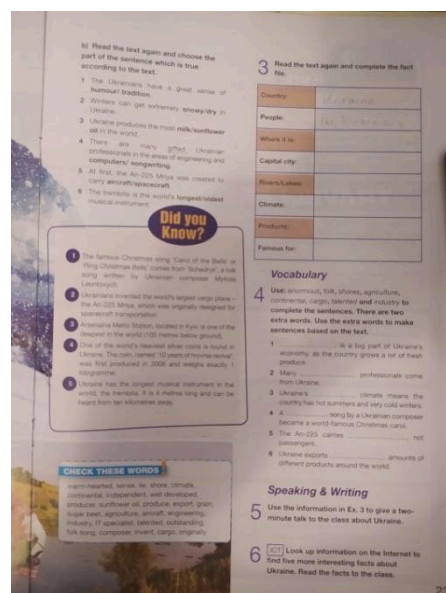 b) Read the text again and choose the
part of the sentence which is true
according to the text.
1 The Ukrainians have a great sense of
humour/ tradition.
2 Winters can get extremely snowy/dry in
Ukraine.
3 Ukraine produces the most milk/sunflower
oil in the world.
4 There are many gifted Ukrainian
professionals in the areas of engineering and
computers/ songwriting.
5 At first, the An-225 Mriya was created to
carry aircraft/spacecraft.
6 The trembita is the world's longest/oldest
musical instrument.
Did you
Know?
1 The famous Christmas song 'Carol of the Bells' or
'Ring Christmas Bells' comes from 'Schedryk', a folk
song written by Ukrainian composer Mykola
Leontovych.
2 Ukrainians invented the world's largest cargo plane –
the An-225 Mriya, which was originally designed for
spacecraft transportation.
3 Arsenalna Metro Station, located in Kyiv, is one of the
deepest in the world (105 metres below ground).
4 One of the world's heaviest silver coins is found in
Ukraine. The coin, named '10 years of hryvnia revival',
was first produced in 2006 and weighs exactly 1
kilogramme.
5 Ukraine has the longest musical instrument in the
world, the trembita. It is 4 metres long and can be
heard from ten kilometres away.
CHECK THESE WORDS
warm-hearted, sense, lie, shore, climate,
continental, independent, well developed,
producer, sunflower oil, produce, export, grain,
sugar beet, agriculture, aircraft, engineering,
industry, IT specialist, talented, outstanding,
folk song, composer, invent, cargo, originally
3 Read the text again and complete the fact
file.
Country: Ukraine
People:
Where it is:
Capital city:
Rivers/Lakes:
Climate:
Products:
Famous for:
Vocabulary
4 Use: enormous, folk, shores, agriculture,
continental, cargo, talented and industry to
complete the sentences. There are two
extra words. Use the extra words to make
sentences based on the text.
1 ____________ is a big part of Ukraine's
economy, as the country grows a lot of fresh
produce.
2 Many ____________ professionals come
from Ukraine.
3 Ukraine's ____________ climate means the
country has hot summers and very cold winters.
4 A ____________ song by a Ukrainian composer
became a world-famous Christmas carol.
5 The An-225 carries ____________, not
passengers.
6 Ukraine exports ____________ amounts of
different products around the world.
Speaking & Writing
5 Use the information in Ex. 3 to give a two-
minute talk to the class about Ukraine.
6 ICT Look up information on the Internet to
find five more interesting facts about
Ukraine. Read the facts to the class.